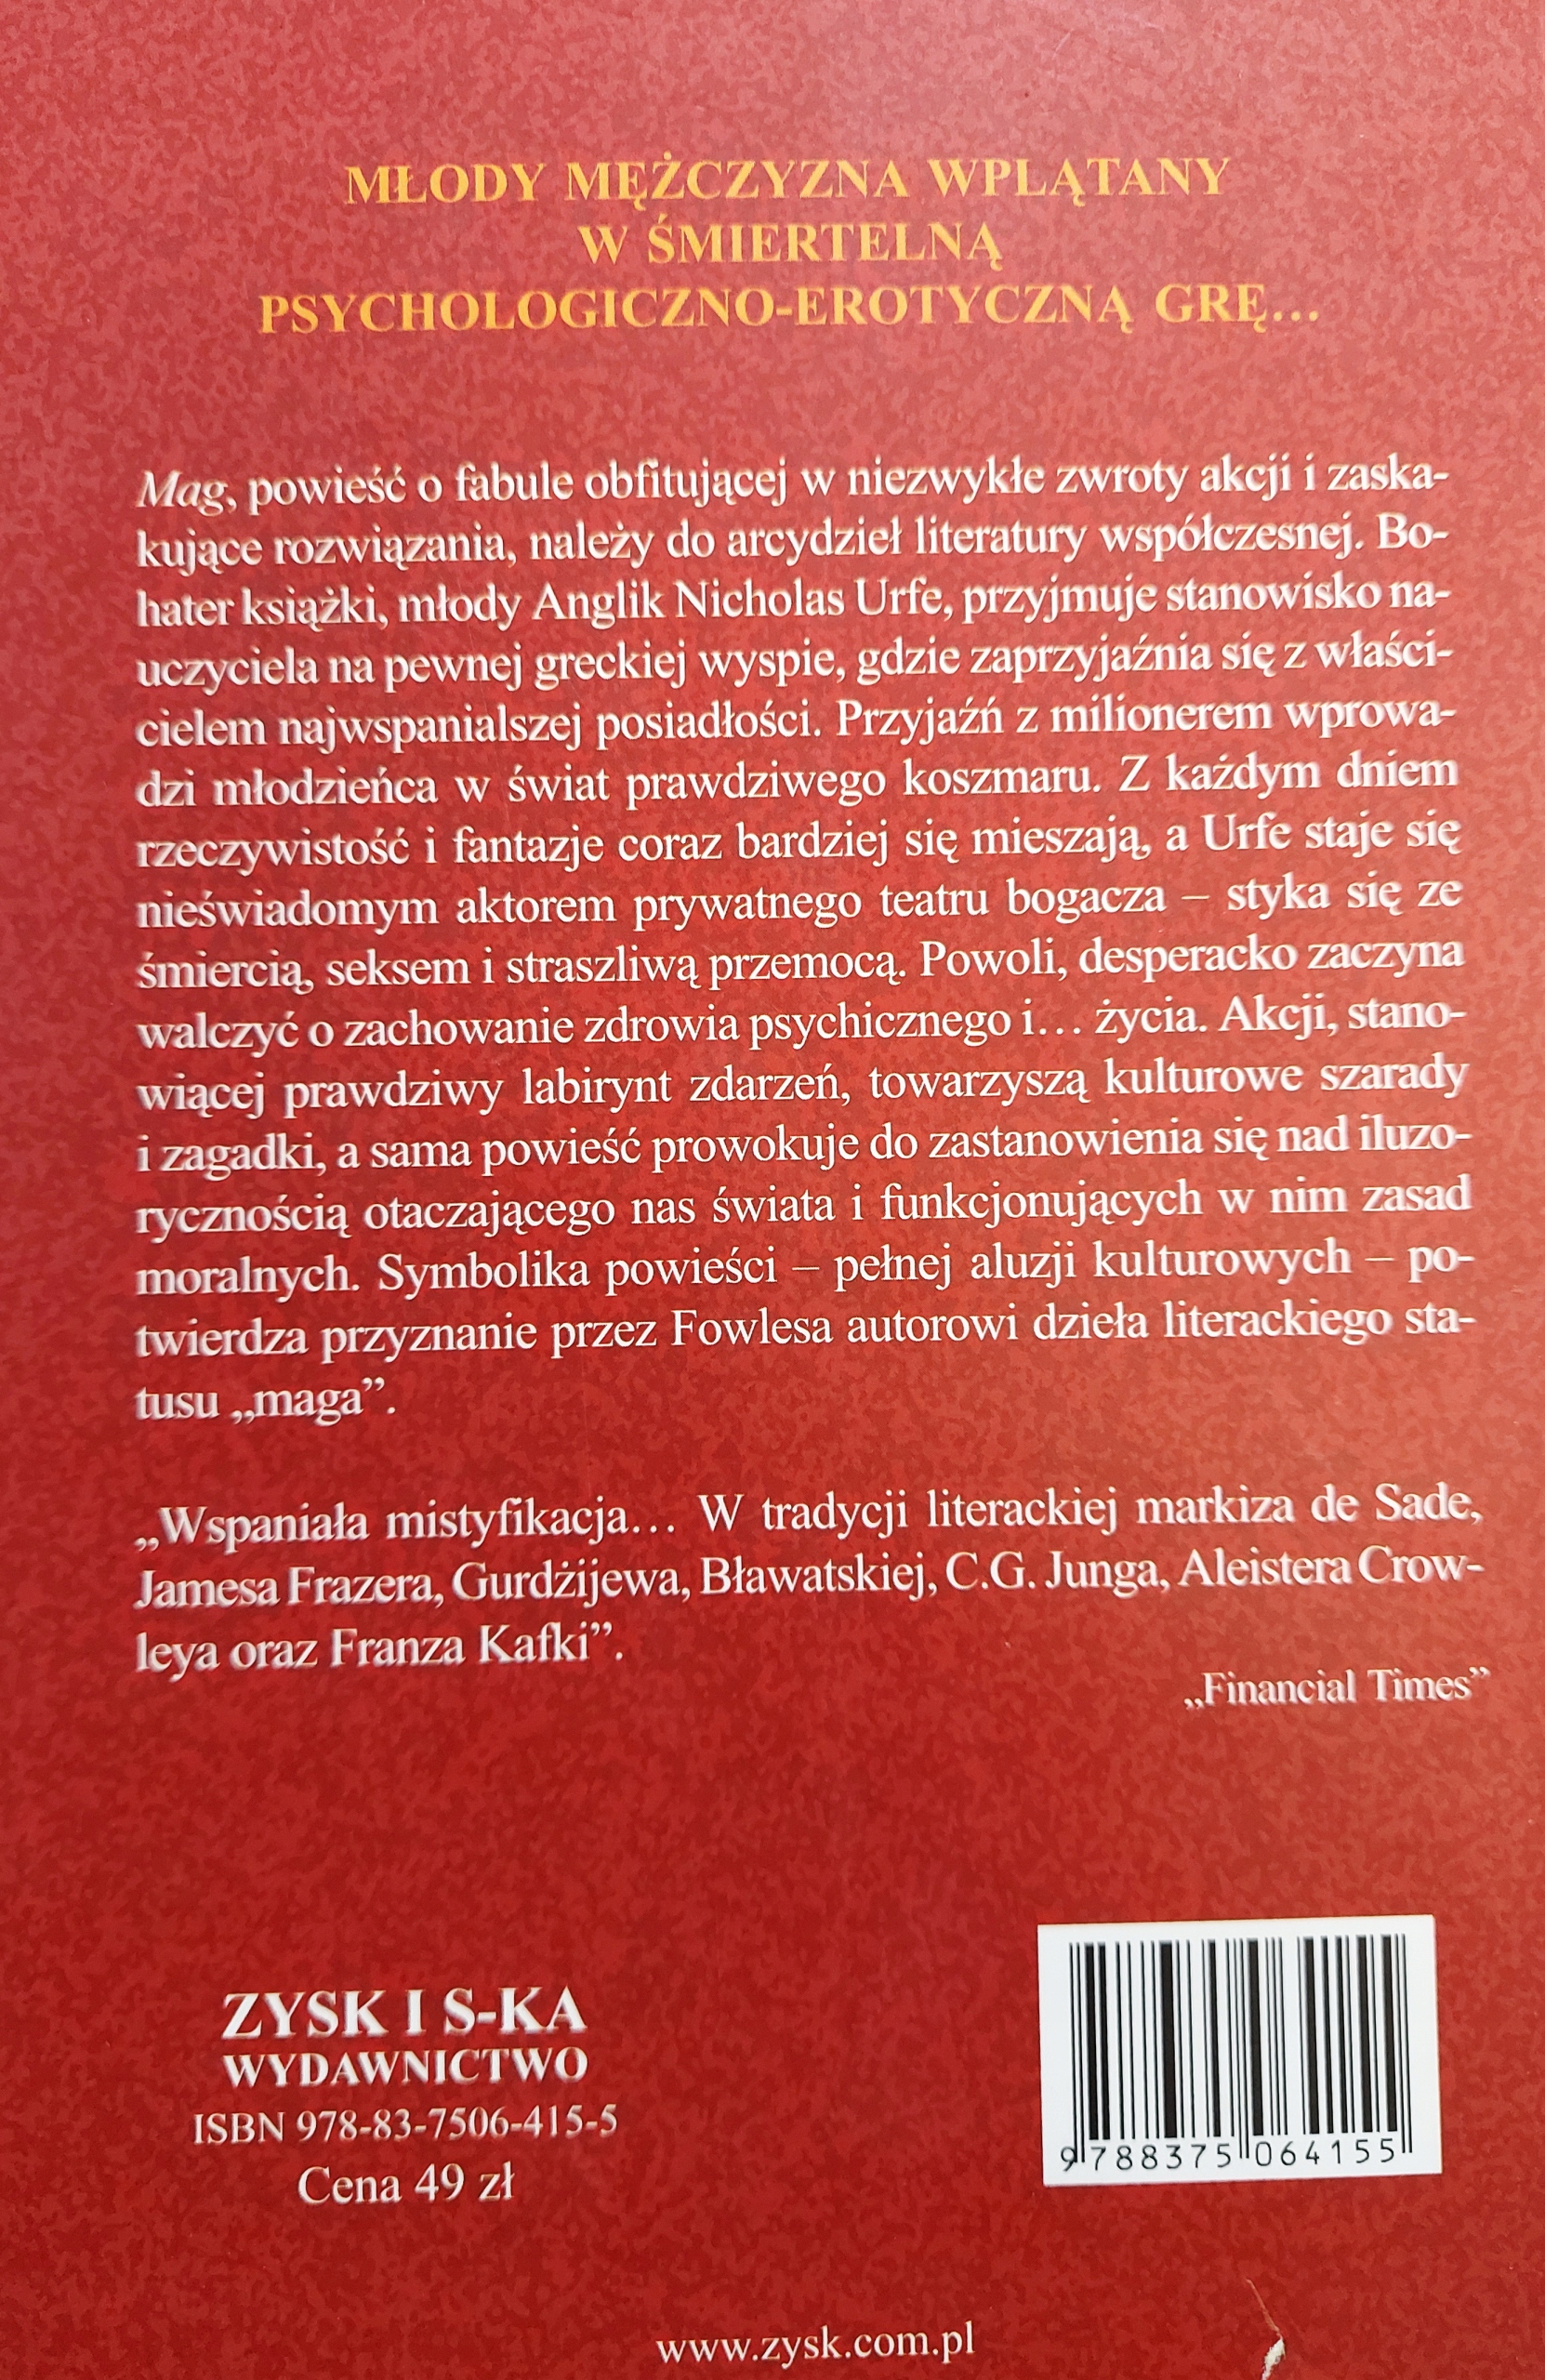 MŁODY MĘŻCZYZNA WPLĄTANY
W ŚMIERTELNĄ
PSYCHOLOGICZNO-EROTYCZNĄ GRĘ...
Mag, powieść o fabule obfitującej w niezwykłe zwroty akcji i zaska-
kujące rozwiązania, należy do arcydzieł literatury współczesnej. Bo-
hater książki, młody Anglik Nicholas Urfe, przyjmuje stanowisko na-
uczyciela na pewnej greckiej wyspie, gdzie zaprzyjaźnia się z właści-
cielem najwspanialszej posiadłości. Przyjaźń z milionerem wprowa-
dzi młodzieńca w świat prawdziwego koszmaru. Z każdym dniem
rzeczywistość i fantazje coraz bardziej się mieszają, a Urfe staje się
nieświadomym aktorem prywatnego teatru bogacza – styka się ze
śmiercią, seksem i straszliwą przemocą. Powoli, desperacko zaczyna
walczyć o zachowanie zdrowia psychicznego i... życia. Akcji, stano-
wiącej prawdziwy labirynt zdarzeń, towarzyszą kulturowe szarady
i zagadki, a sama powieść prowokuje do zastanowienia się nad iluzo-
rycznością otaczającego nas świata i funkcjonujących w nim zasad
moralnych. Symbolika powieści – pełnej aluzji kulturowych – po-
twierdza przyznanie przez Fowlesa autorowi dzieła literackiego sta-
tusu „maga”.
„Wspaniała mistyfikacja... W tradycji literackiej markiza de Sade,
Jamesa Frazera, Gurdżijewa, Bławatskiej, C.G. Junga, Aleistera Crow-
leya oraz Franza Kafki”.
„Financial Times”
ZYSK I S-KA
WYDAWNICTWO
ISBN 978-83-7506-415-5
Cena 49 zł
9 788375 064155
www.zysk.com.pl